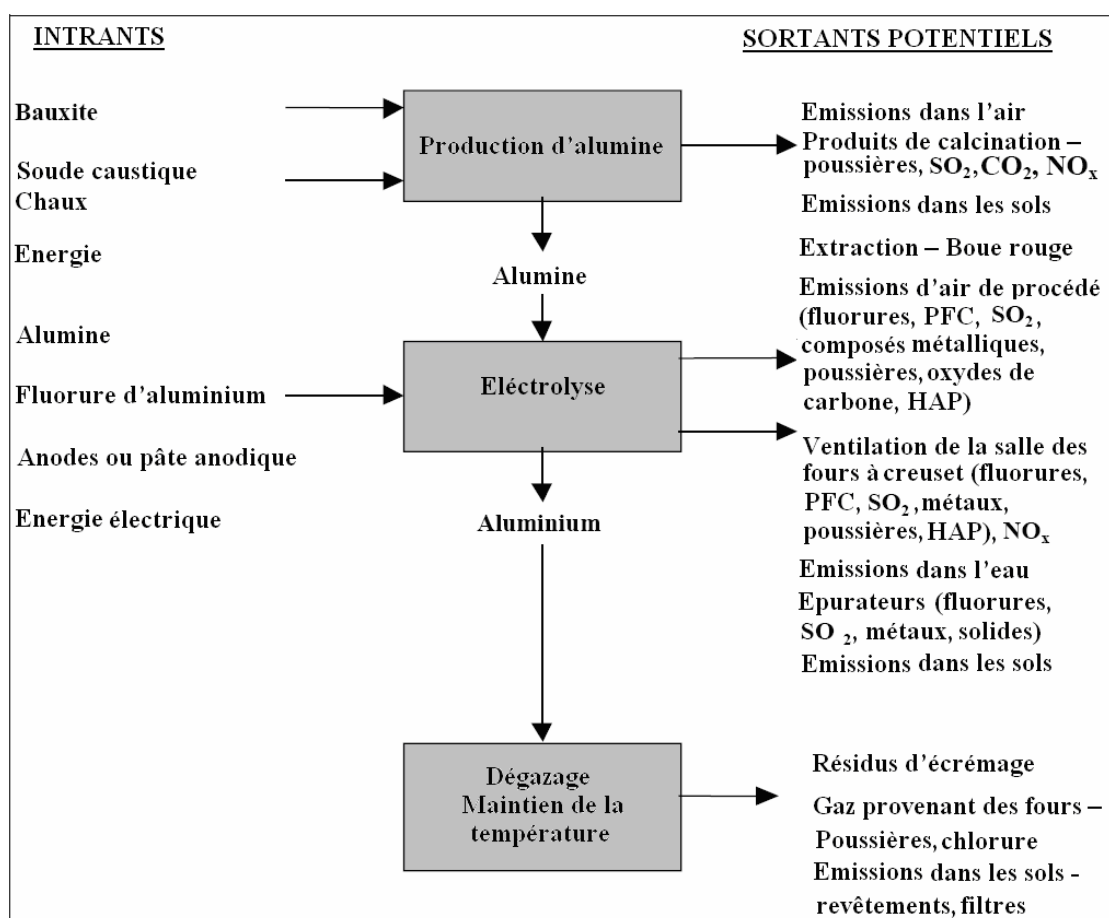 INTRANTS
SORTANTS POTENTIELS
Bauxite
Soude caustique
Chaux
Energie
Alumine
Fluorure d'aluminium
Anodes ou pâte anodique
Energie électrique
Production d'alumine
Alumine
Eléctrolyse
Aluminium
Dégazage
Maintien de la
température
Emissions dans l'air
Produits de calcination –
poussières, SO₂, CO₂, NOₓ
Emissions dans les sols
Extraction – Boue rouge
Emissions d'air de procédé
(fluorures, PFC, SO₂,
composés métalliques,
poussières, oxydes de
carbone, HAP)
Ventilation de la salle des
fours à creuset (fluorures,
PFC, SO₂, métaux,
poussières, HAP), NOₓ
Emissions dans l'eau
Epurateurs (fluorures,
SO ₂, métaux, solides)
Emissions dans les sols
Résidus d'écrémage
Gaz provenant des fours –
Poussières, chlorure
Emissions dans les sols -
revêtements, filtres